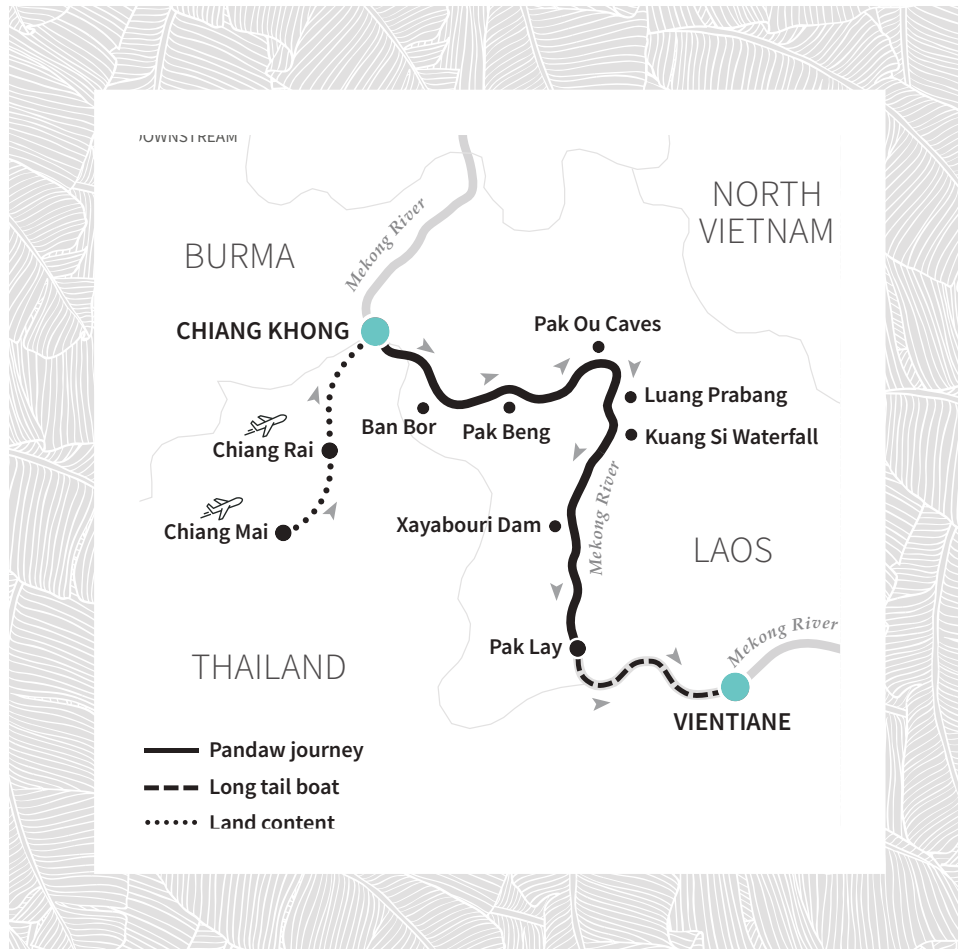 DOWNSTREAM
NORTH
VIETNAM
Mekong River
BURMA
CHIANG KHONG
Pak Ou Caves
Luang Prabang
Ban Bor
Pak Beng
Kuang Si Waterfall
Chiang Rai
Mekong River
Xayabouri Dam
Chiang Mai
LAOS
Mekong River
Pak Lay
THAILAND
VIENTIANE
Pandaw journey
Long tail boat
Land content